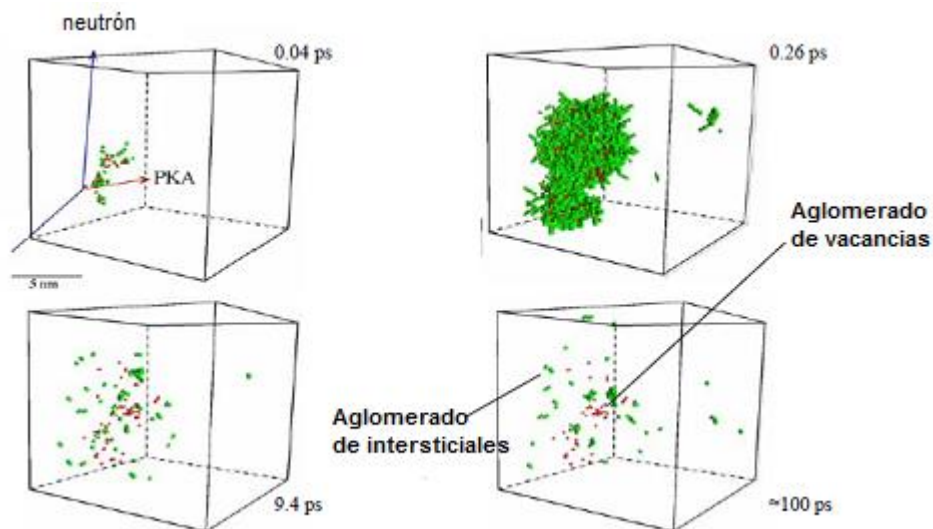 neutrón
0.04 ps
0.26 ps
PKA
5 nm
Aglomerado
de vacancias
Aglomerado
de intersticiales
9.4 ps
≈100 ps